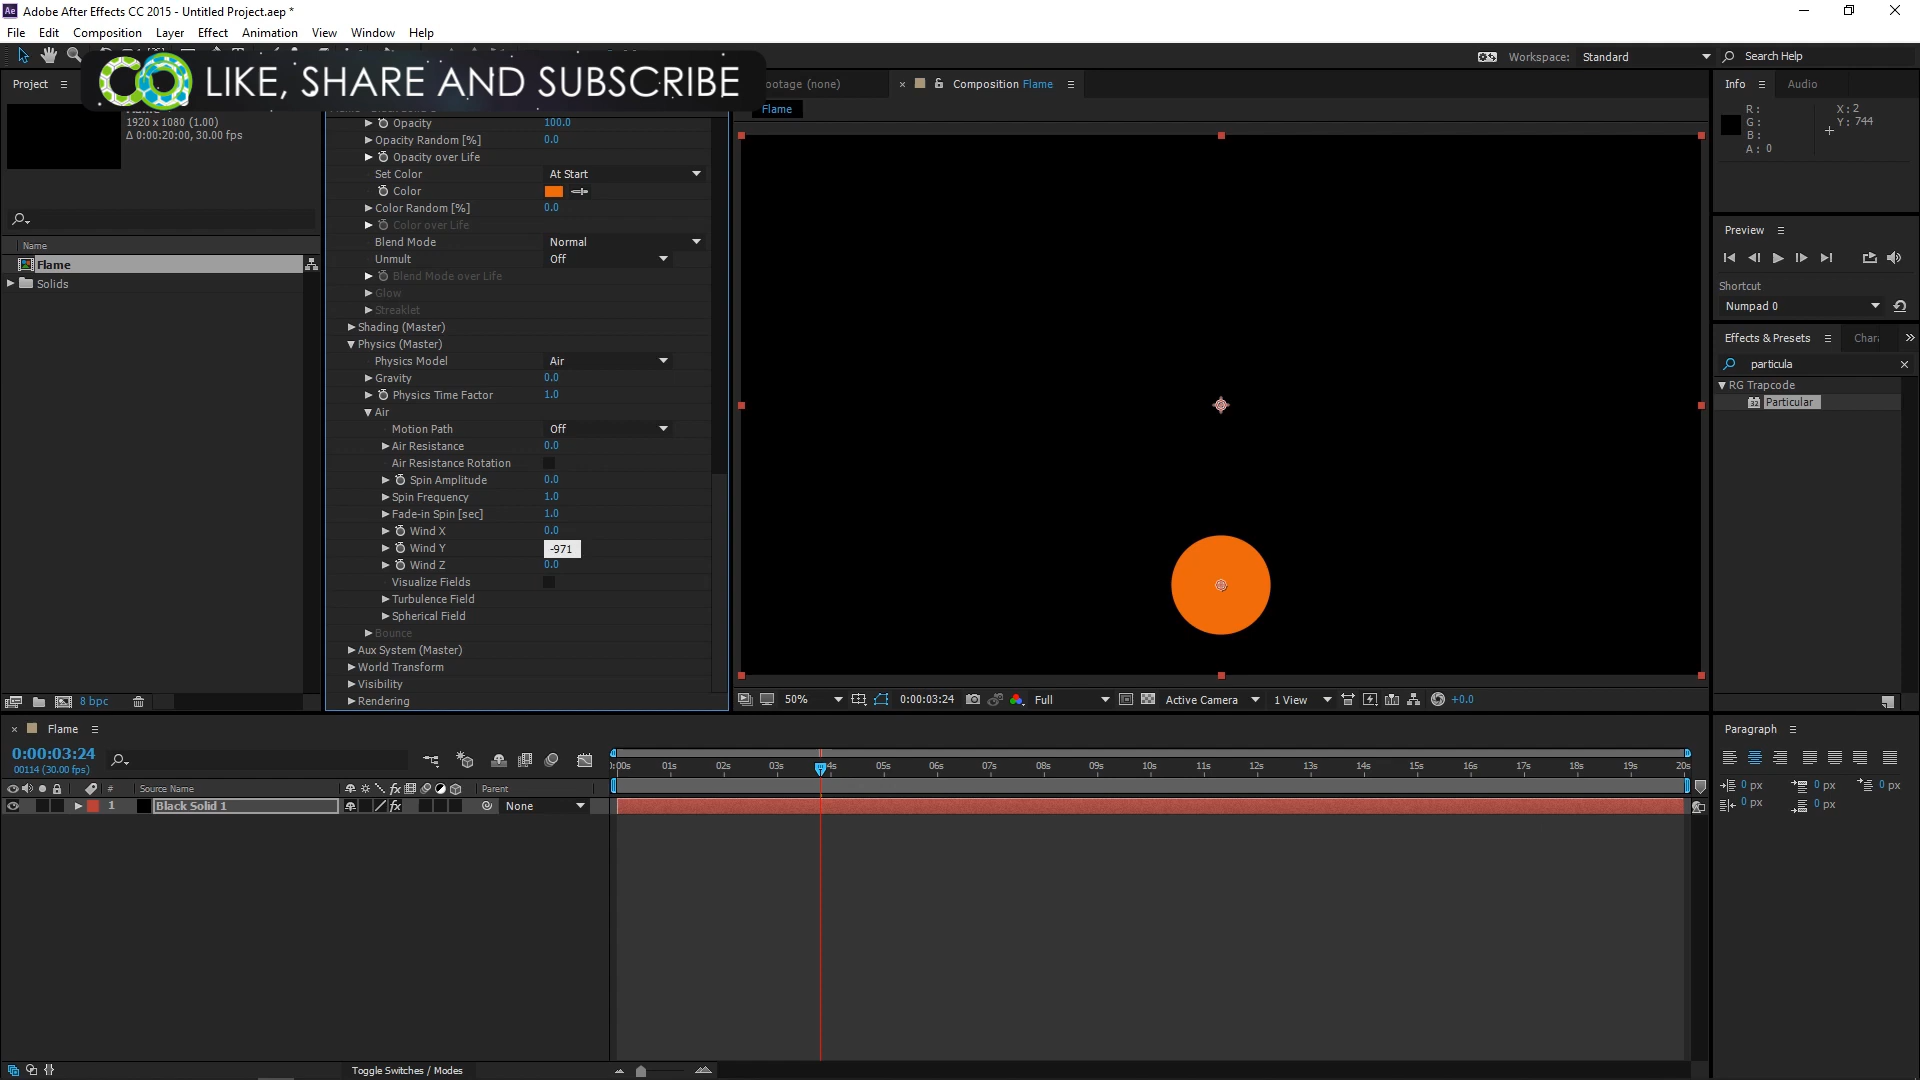 Adobe After Effects CC 2015 - Untitled Project.aep *
File Edit Composition Layer Effect Animation View Window Help
LIKE, SHARE AND SUBSCRIBE
Workspace: Standard
Search Help
Project
1920 x 1080 (1.00)
Δ 0:00:20:00, 30.00 fps
Name
Flame
Solids
8 bpc
Opacity 100.0
Opacity Random [%] 0.0
Opacity over Life
Set Color At Start
Color
Color Random [%] 0.0
Color over Life
Blend Mode Normal
Unmult Off
Blend Mode over Life
Glow
Streaklet
Shading (Master)
Physics (Master)
Physics Model Air
Gravity 0.0
Physics Time Factor 1.0
Air
Motion Path Off
Air Resistance 0.0
Air Resistance Rotation
Spin Amplitude 0.0
Spin Frequency 1.0
Fade-in Spin [sec] 1.0
Wind X 0.0
Wind Y -971
Wind Z 0.0
Visualize Fields
Turbulence Field
Spherical Field
Bounce
Aux System (Master)
World Transform
Visibility
Rendering
ootage (none)
Composition Flame
Flame
50% 0:00:03:24 Full Active Camera 1 View +0.0
Info Audio
R:
G:
B:
A: 0
X: 2
Y: 744
Preview
Shortcut
Numpad 0
Effects & Presets Chara
particula
RG Trapcode
32 Particular
Paragraph
0 px 0 px 0 px
0 px 0 px
Flame
0:00:03:24
00114 (30.00 fps)
# Source Name Parent
1 Black Solid 1 None
:00s 01s 02s 03s 4s 05s 06s 07s 08s 09s 10s 11s 12s 13s 14s 15s 16s 17s 18s 19s 20s
Toggle Switches / Modes